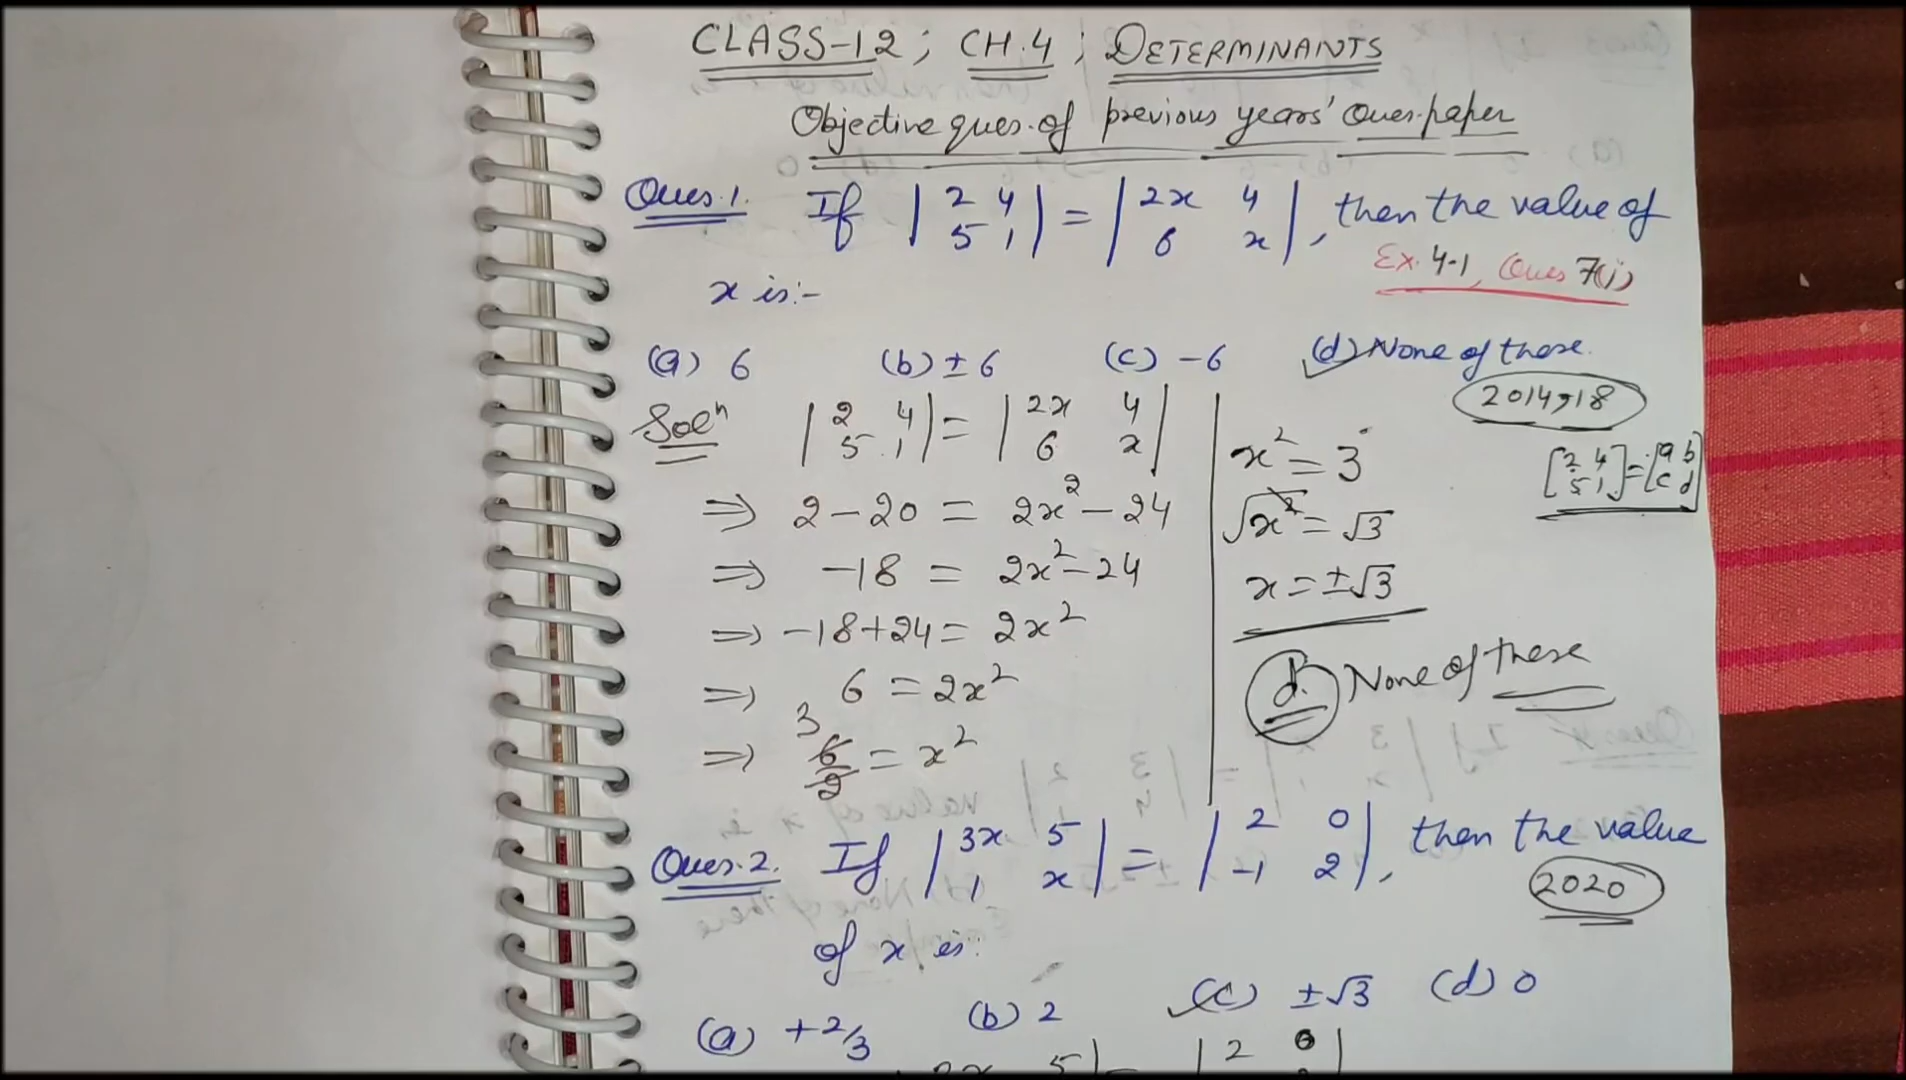 CLASS-12; CH.4; DETERMINANTS
Objective ques. of previous years' Ques. paper
Ques.1. If | 2 4 | = | 2x 4 |, then the value of
5 1 6 x
Ex. 4.1, Ques 7(i)
x is:-
(a) 6 (b) ± 6 (c) -6 (d) None of these.
2014, 18
Solⁿ | 2 4 | = | 2x 4 |
5 1 6 x
⇒ 2 - 20 = 2x² - 24
⇒ -18 = 2x² - 24
⇒ -18 + 24 = 2x²
⇒ 6 = 2x²
3
⇒ 6/2 = x²
x² = 3
√x² = √3
x = ±√3
d. None of these
[2 4] = [a b]
5 1 c d
Ques.2. If | 3x 5 | = | 2 0 |, then the value
1 x -1 2
2020
of x is:
(a) +2/3 (b) 2 (c) ±√3 (d) 0
5 | 2 0 |